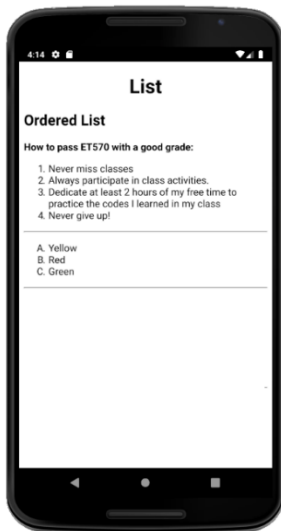 4:14
List
Ordered List
How to pass ET570 with a good grade:
1. Never miss classes
2. Always participate in class activities.
3. Dedicate at least 2 hours of my free time to
practice the codes I learned in my class
4. Never give up!
A. Yellow
B. Red
C. Green